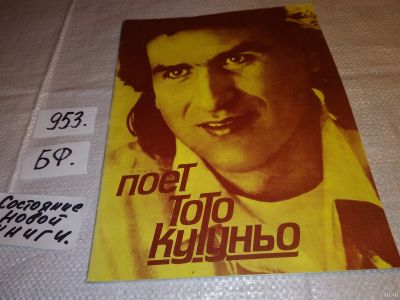 953.
БФ.
Состояние
новой
книги.
поет
тото
кутуньо